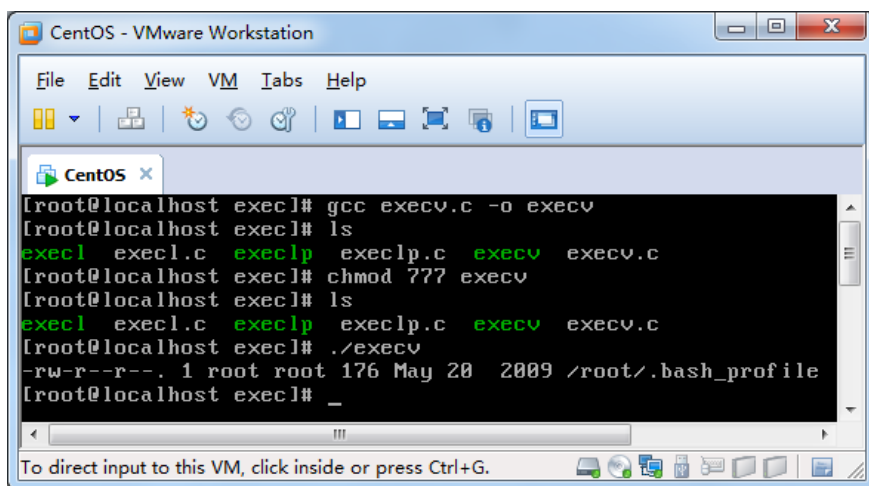 CentOS - VMware Workstation
File Edit View VM Tabs Help
CentOS
[root@localhost exec]# gcc execv.c -o execv
[root@localhost exec]# ls
execl execl.c execlp execlp.c execv execv.c
[root@localhost exec]# chmod 777 execv
[root@localhost exec]# ls
execl execl.c execlp execlp.c execv execv.c
[root@localhost exec]# ./execv
-rw-r--r--. 1 root root 176 May 20  2009 /root/.bash_profile
[root@localhost exec]# _
To direct input to this VM, click inside or press Ctrl+G.